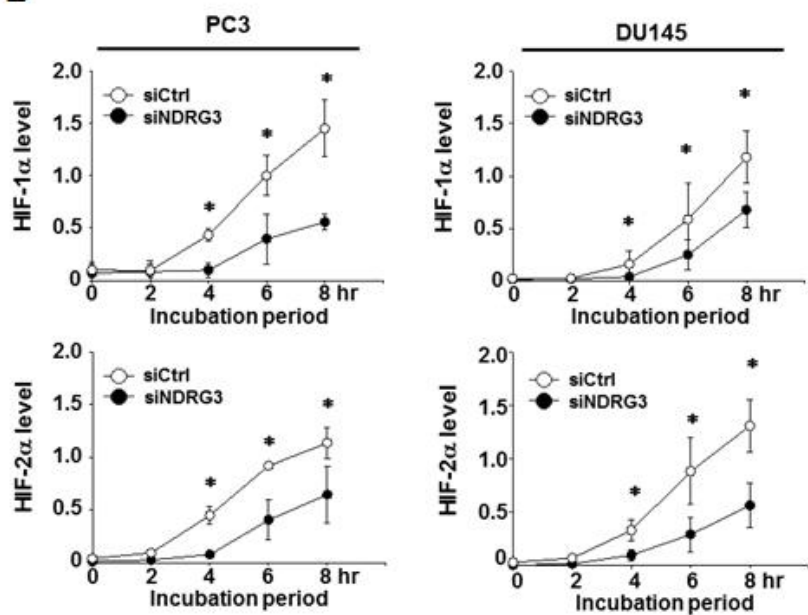 PC3
DU145
2.0
1.5
1.0
0.5
0
HIF-1α level
siCtrl
siNDRG3
*
*
*
0 2 4 6 8 hr
Incubation period
2.0
1.5
1.0
0.5
0
HIF-1α level
siCtrl
siNDRG3
*
*
*
0 2 4 6 8 hr
Incubation period
2.0
1.5
1.0
0.5
0
HIF-2α level
siCtrl
siNDRG3
*
*
*
0 2 4 6 8 hr
Incubation period
2.0
1.5
1.0
0.5
0
HIF-2α level
siCtrl
siNDRG3
*
*
*
0 2 4 6 8 hr
Incubation period